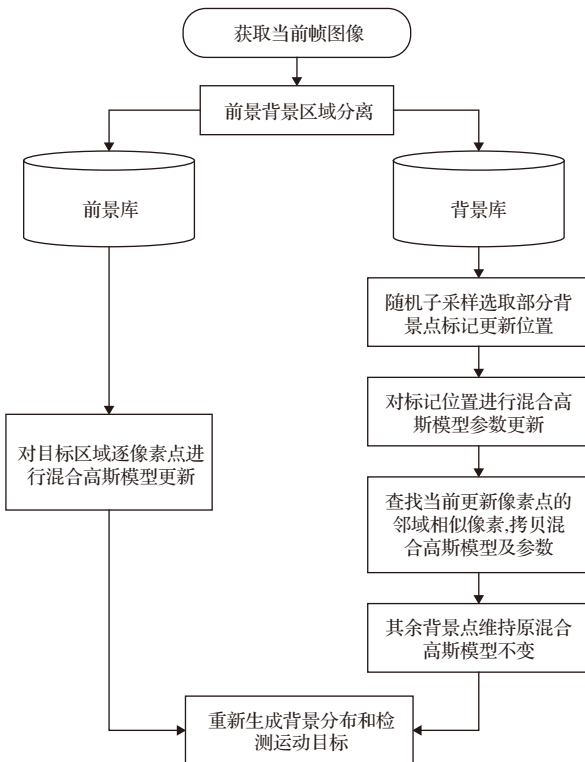 获取当前帧图像
前景背景区域分离
前景库
背景库
随机子采样选取部分背
景点标记更新位置
对标记位置进行混合高
斯模型参数更新
对目标区域逐像素点进
行混合高斯模型更新
查找当前更新像素点的
邻域相似像素,拷贝混
合高斯模型及参数
其余背景点维持原混合
高斯模型不变
重新生成背景分布和检
测运动目标